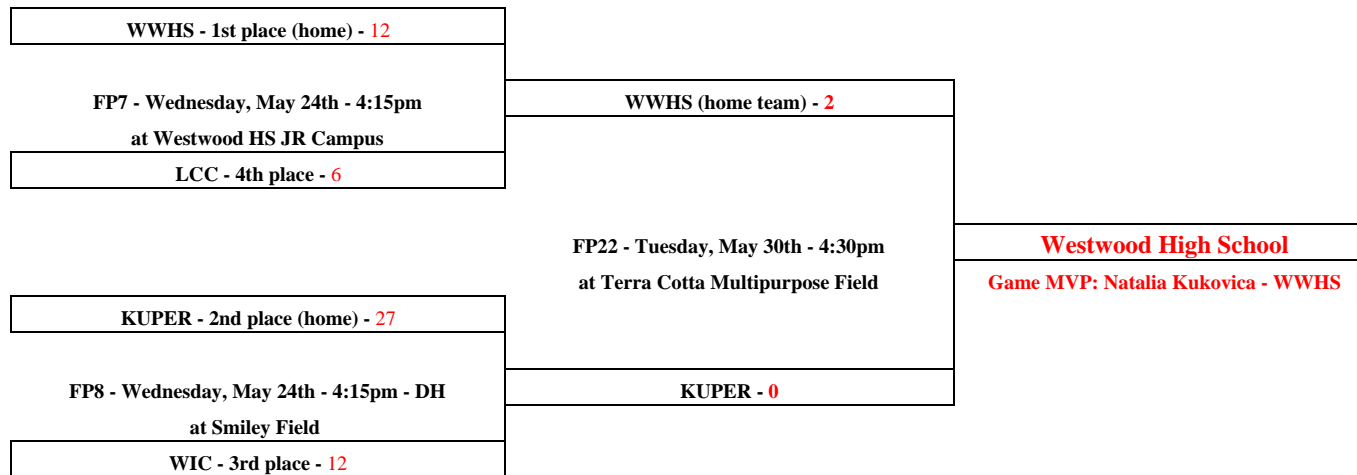 WWHS - 1st place (home) - 12
FP7 - Wednesday, May 24th - 4:15pm
at Westwood HS JR Campus
LCC - 4th place - 6
WWHS (home team) - 2
FP22 - Tuesday, May 30th - 4:30pm
at Terra Cotta Multipurpose Field
Westwood High School
Game MVP: Natalia Kukovica - WWHS
KUPER - 2nd place (home) - 27
FP8 - Wednesday, May 24th - 4:15pm - DH
at Smiley Field
WIC - 3rd place - 12
KUPER - 0